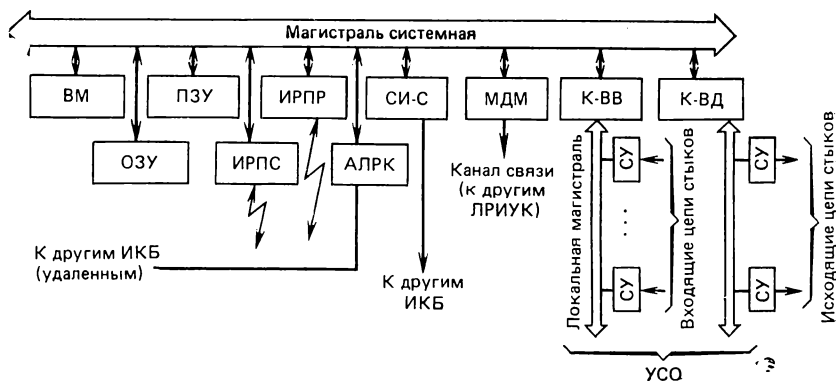 Магистраль системная
ВМ
ПЗУ
ИРПР
СИ-С
МДМ
К-ВВ
К-ВД
ОЗУ
ИРПС
АЛРК
Канал связи
(к другим
ЛРИУК)
К другим ИКБ
(удаленным)
К другим
ИКБ
Локальная магистраль
СУ
СУ
Входящие цепи стыков
СУ
СУ
Исходящие цепи стыков
УСО